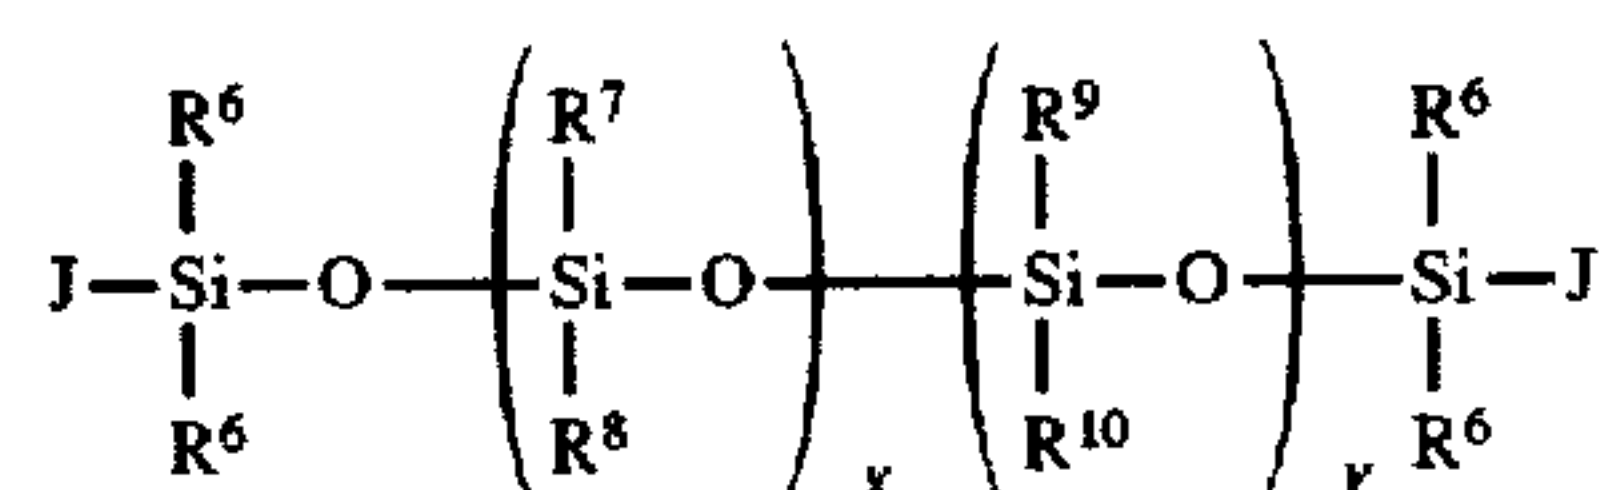 R⁶ R⁷ R⁹ R⁶
J—Si—O—(Si—O)—(Si—O)—Si—J
R⁶ R⁸ R¹⁰ R⁶